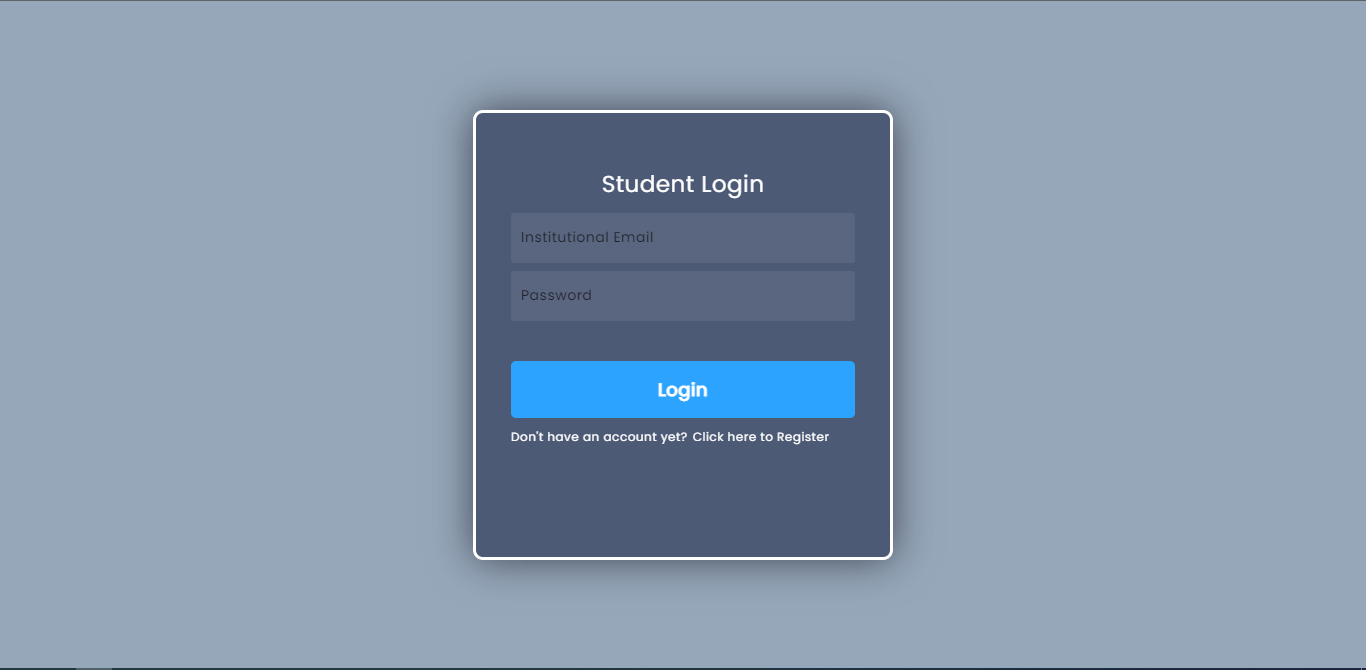 Student Login
Institutional Email
Password
Login
Don't have an account yet? Click here to Register